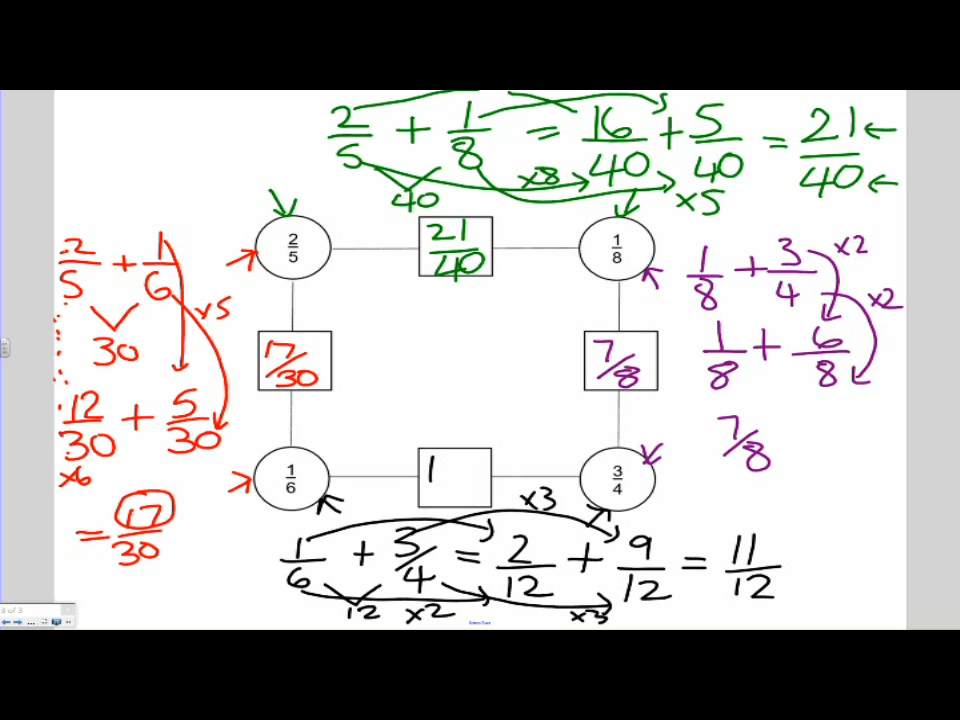 2/5 + 1/8 = 16/40 + 5/40 = 21/40
40 ×8 ×5
2/5 21/40 1/8
2/5 + 1/6 ×5
30
12/30 + 5/30
×6
= 17/30
1/8 + 3/4 ×2
×2
1/8 + 6/8
7/8
17/30 7/8
1/6 1 3/4
×3
1/6 + 3/4 = 2/12 + 9/12 = 11/12
12 ×2 ×3
3 of 3